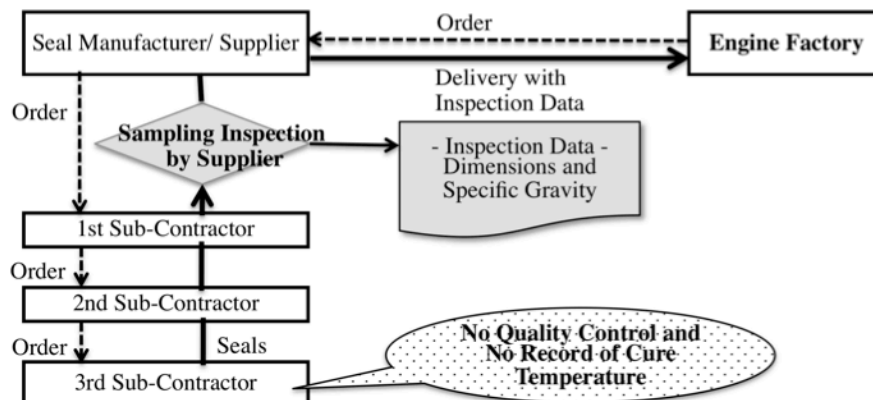 Order
Seal Manufacturer/ Supplier
Engine Factory
Delivery with
Inspection Data
Order
Sampling Inspection
by Supplier
- Inspection Data -
Dimensions and
Specific Gravity
1st Sub-Contractor
Order
2nd Sub-Contractor
Order
Seals
No Quality Control and
No Record of Cure
Temperature
3rd Sub-Contractor